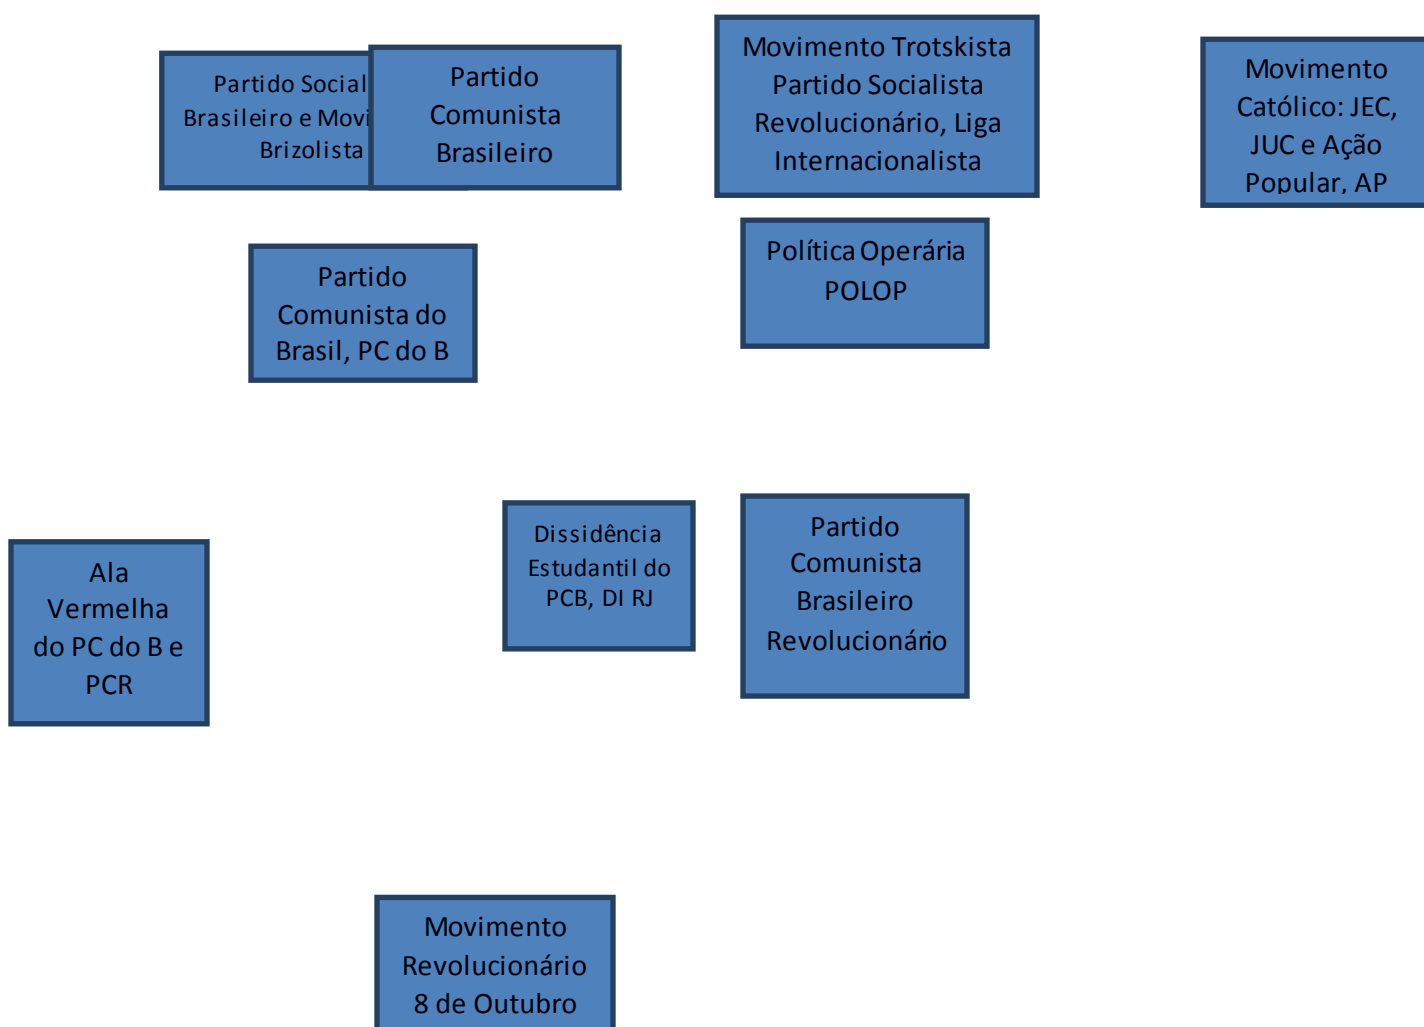 Partido Social
Brasileiro e Movi
Brizolista
Partido
Comunista
Brasileiro
Movimento Trotskista
Partido Socialista
Revolucionário, Liga
Internacionalista
Movimento
Católico: JEC,
JUC e Ação
Popular, AP
Partido
Comunista do
Brasil, PC do B
Política Operária
POLOP
Dissidência
Estudantil do
PCB, DI RJ
Partido
Comunista
Brasileiro
Revolucionário
Ala
Vermelha
do PC do B e
PCR
Movimento
Revolucionário
8 de Outubro